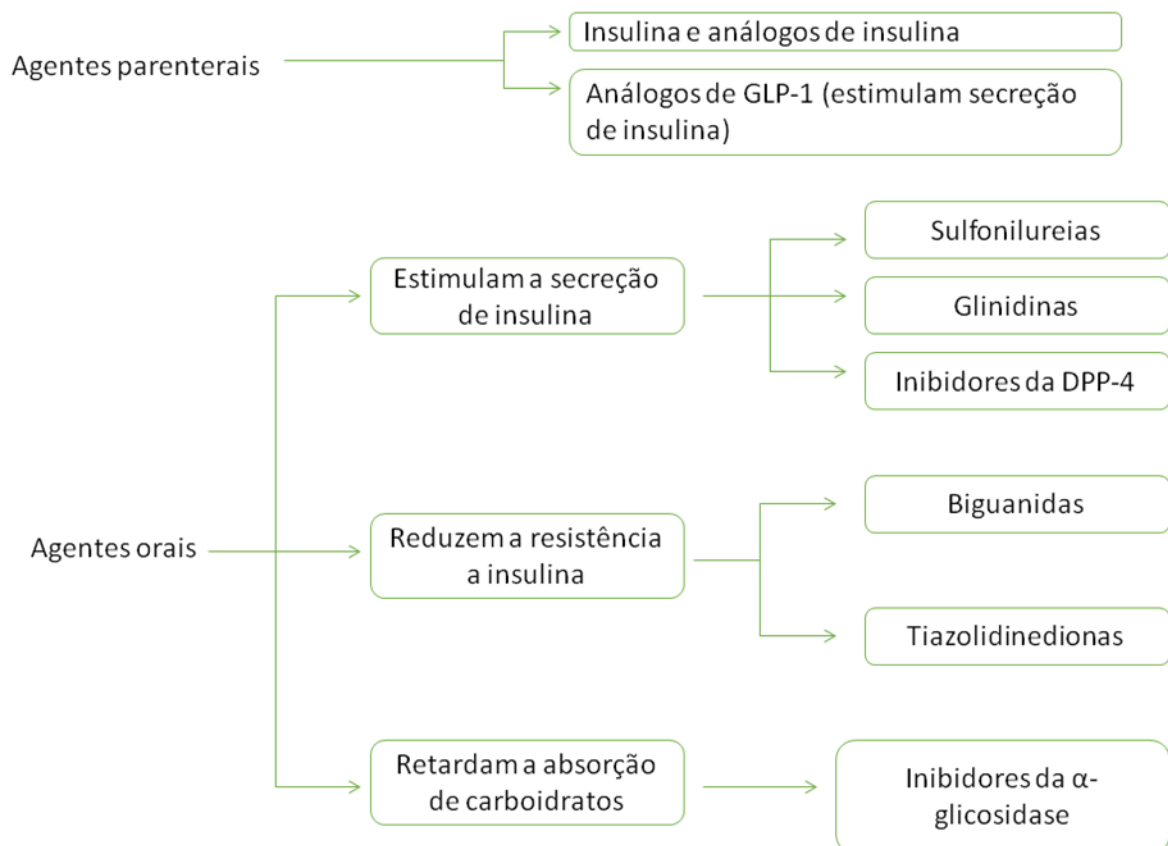 Agentes parenterais
Insulina e análogos de insulina
Análogos de GLP-1 (estimulam secreção
de insulina)
Agentes orais
Estimulam a secreção
de insulina
Sulfonilureias
Glinidinas
Inibidores da DPP-4
Reduzem a resistência
a insulina
Biguanidas
Tiazolidinedionas
Retardam a absorção
de carboidratos
Inibidores da α-
glicosidase